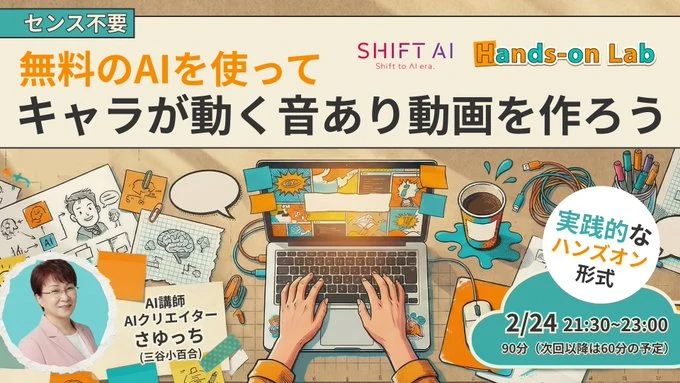 センス不要
無料のAIを使って
SHIFT AI
Shift to AI era.
Hands-on Lab
キャラが動く音あり動画を作ろう
AI
実践的な
ハンズオン
形式
AI講師
AIクリエイター
さゆっち
(三谷小百合)
2/24 21:30~23:00
90分（次回以降は60分の予定）